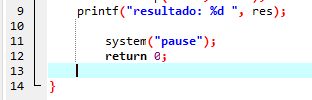 9 printf("resultado: %d ", res);
10
11 system("pause");
12 return 0;
13
14 }